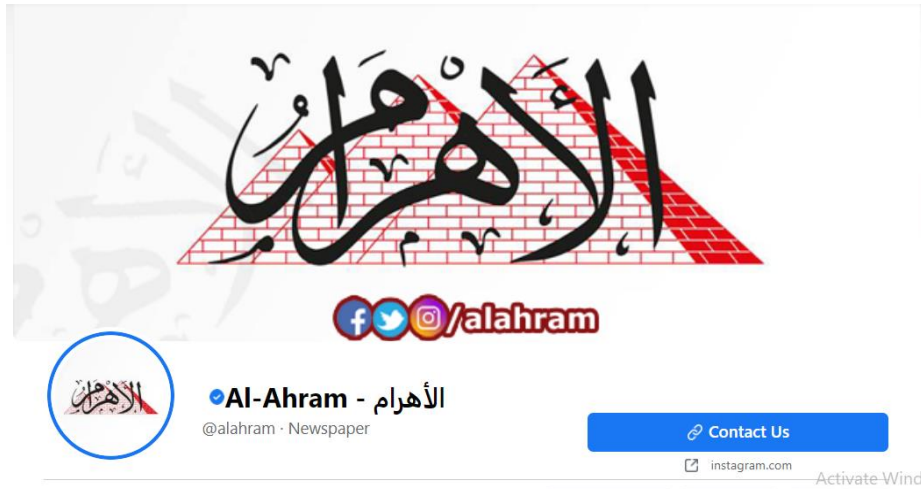 الأهرام
/alahram
الأهرام
Al-Ahram - الأهرام
@alahram · Newspaper
Contact Us
instagram.com
Activate Wind